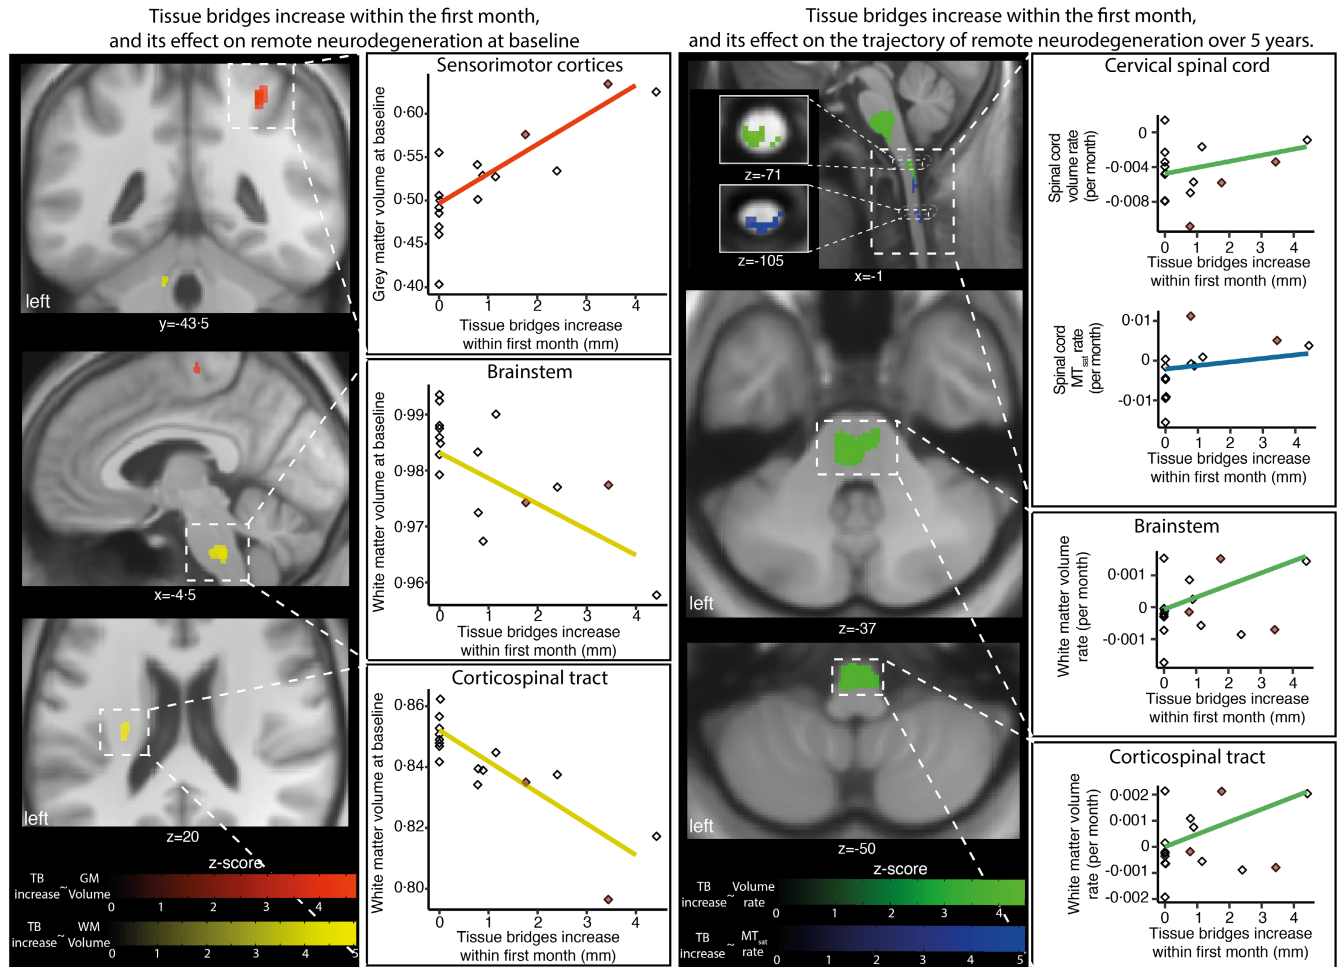 Tissue bridges increase within the first month,
and its effect on remote neurodegeneration at baseline
left
y=-43·5
x=-4·5
left
z=20
z-score
TB increase ~ GM Volume
0 1 2 3 4
TB increase ~ WM Volume
0 1 2 3 4 5
Sensorimotor cortices
Grey matter volume at baseline
0·60
0·55
0·50
0·45
0·40
0 1 2 3 4
Tissue bridges increase
within first month (mm)
Brainstem
White matter volume at baseline
0·99
0·98
0·97
0·96
0 1 2 3 4
Tissue bridges increase
within first month (mm)
Corticospinal tract
White matter volume at baseline
0·86
0·84
0·82
0·80
0 1 2 3 4
Tissue bridges increase
within first month (mm)
Tissue bridges increase within the first month,
and its effect on the trajectory of remote neurodegeneration over 5 years.
z=-71
z=-105
x=-1
left
z=-37
left
z=-50
z-score
TB increase ~ Volume rate
0 1 2 3 4
TB increase ~ MTsat rate
0 1 2 3 4 5
Cervical spinal cord
Spinal cord
volume rate
(per month)
0
-0·004
-0·008
0 1 2 3 4
Tissue bridges increase
within first month (mm)
Spinal cord
MTsat rate
(per month)
0·01
0
-0·01
0 1 2 3 4
Tissue bridges increase
within first month (mm)
Brainstem
White matter volume
rate (per month)
0·001
0
-0·001
0 1 2 3 4
Tissue bridges increase
within first month (mm)
Corticospinal tract
White matter volume
rate (per month)
0·002
0·001
0
-0·001
-0·002
0 1 2 3 4
Tissue bridges increase
within first month (mm)